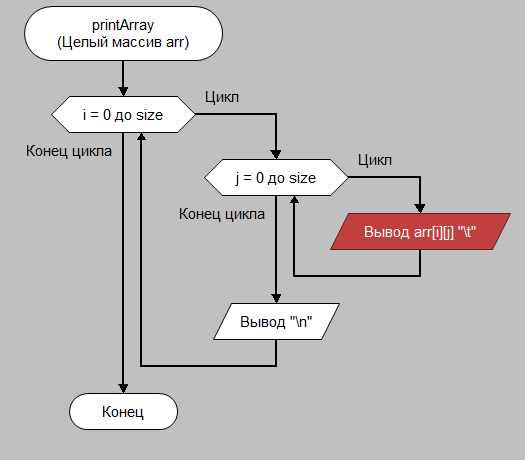 printArray
(Целый массив arr)
i = 0 до size
Цикл
Конец цикла
j = 0 до size
Цикл
Конец цикла
Вывод arr[i][j] "\t"
Вывод "\n"
Конец